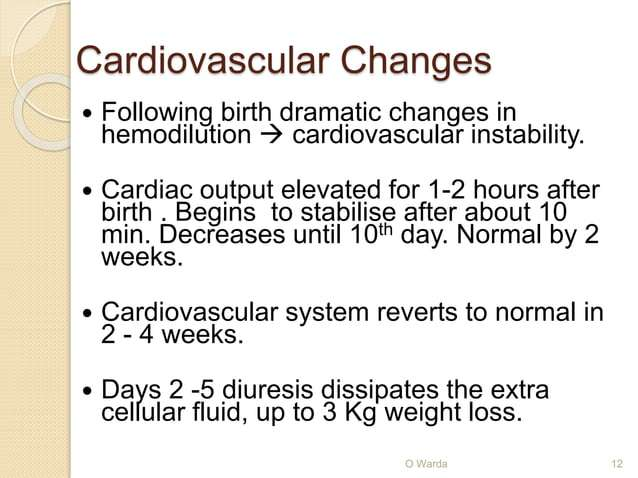 Cardiovascular Changes
• Following birth dramatic changes in
hemodilution → cardiovascular instability.
• Cardiac output elevated for 1-2 hours after
birth . Begins  to stabilise after about 10
min. Decreases until 10th day. Normal by 2
weeks.
• Cardiovascular system reverts to normal in
2 - 4 weeks.
• Days 2 -5 diuresis dissipates the extra
cellular fluid, up to 3 Kg weight loss.
O Warda
12